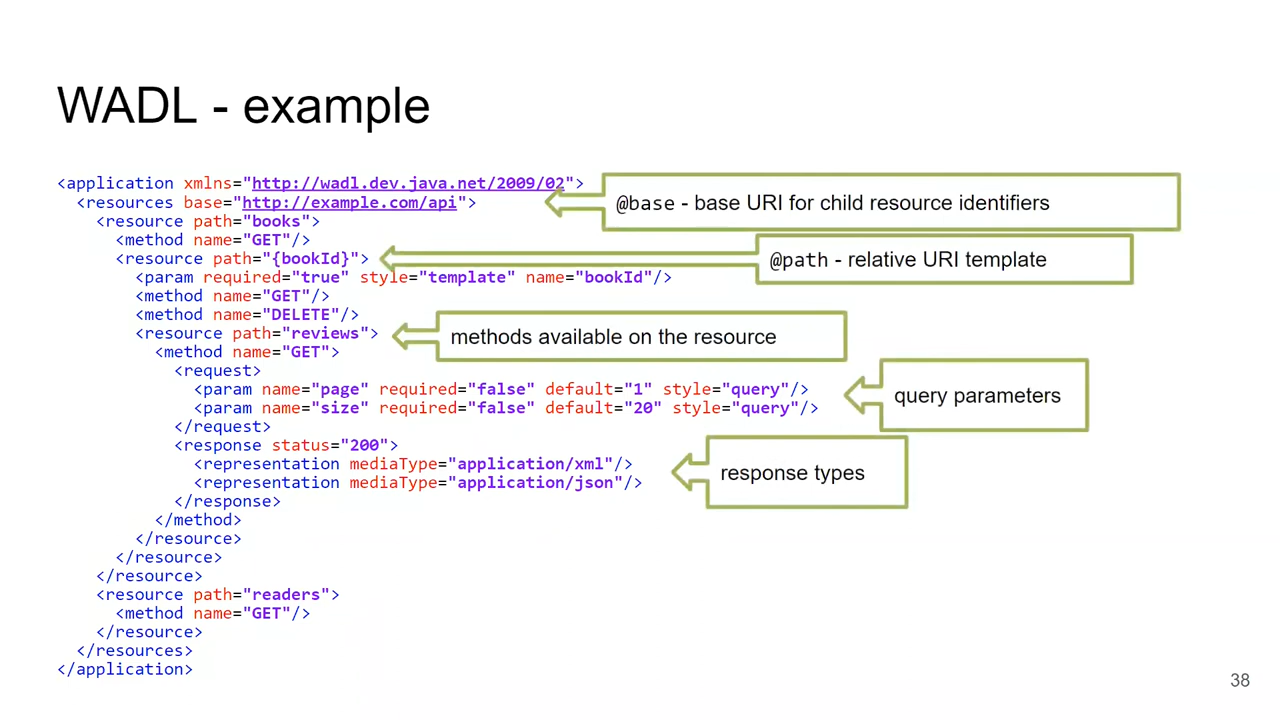 WADL - example
<application xmlns="http://wadl.dev.java.net/2009/02">
<resources base="http://example.com/api">
<resource path="books">
<method name="GET"/>
<resource path="{bookId}">
<param required="true" style="template" name="bookId"/>
<method name="GET"/>
<method name="DELETE"/>
<resource path="reviews">
<method name="GET">
<request>
<param name="page" required="false" default="1" style="query"/>
<param name="size" required="false" default="20" style="query"/>
</request>
<response status="200">
<representation mediaType="application/xml"/>
<representation mediaType="application/json"/>
</response>
</method>
</resource>
</resource>
</resource>
<resource path="readers">
<method name="GET"/>
</resource>
</resources>
</application>
@base - base URI for child resource identifiers
@path - relative URI template
methods available on the resource
query parameters
response types
38